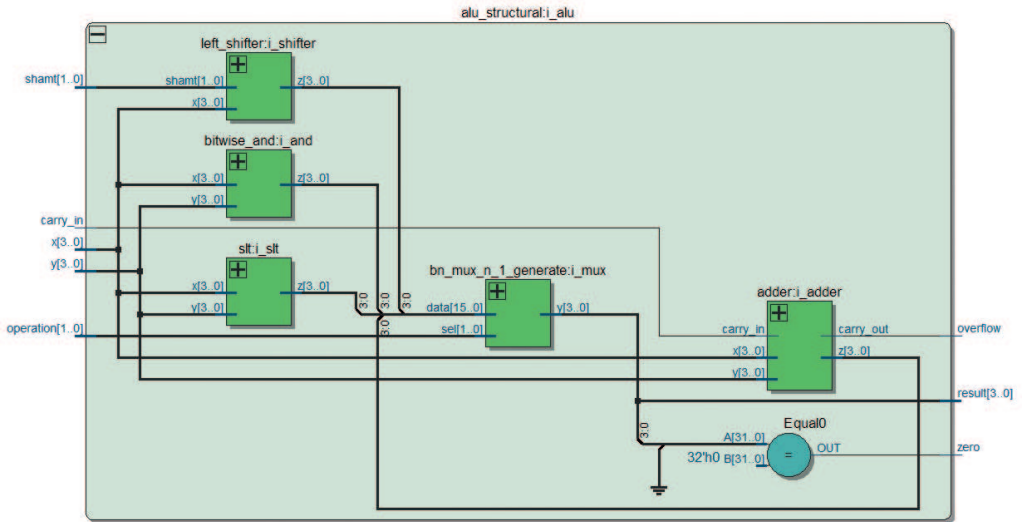 alu_structural:i_alu
left_shifter:i_shifter
shamt[1..0]
shamt[1..0]
z[3..0]
x[3..0]
bitwise_and:i_and
x[3..0]
z[3..0]
y[3..0]
carry_in
x[3..0]
y[3..0]
slt:i_slt
x[3..0]
z[3..0]
y[3..0]
3:0
3:0
3:0
3:0
operation[1..0]
bn_mux_n_1_generate:i_mux
data[15..0]
y[3..0]
sel[1..0]
adder:i_adder
carry_in
carry_out
overflow
x[3..0]
z[3..0]
y[3..0]
result[3..0]
3:0
Equal0
A[31..0]
32'h0 B[31..0]
=
OUT
zero